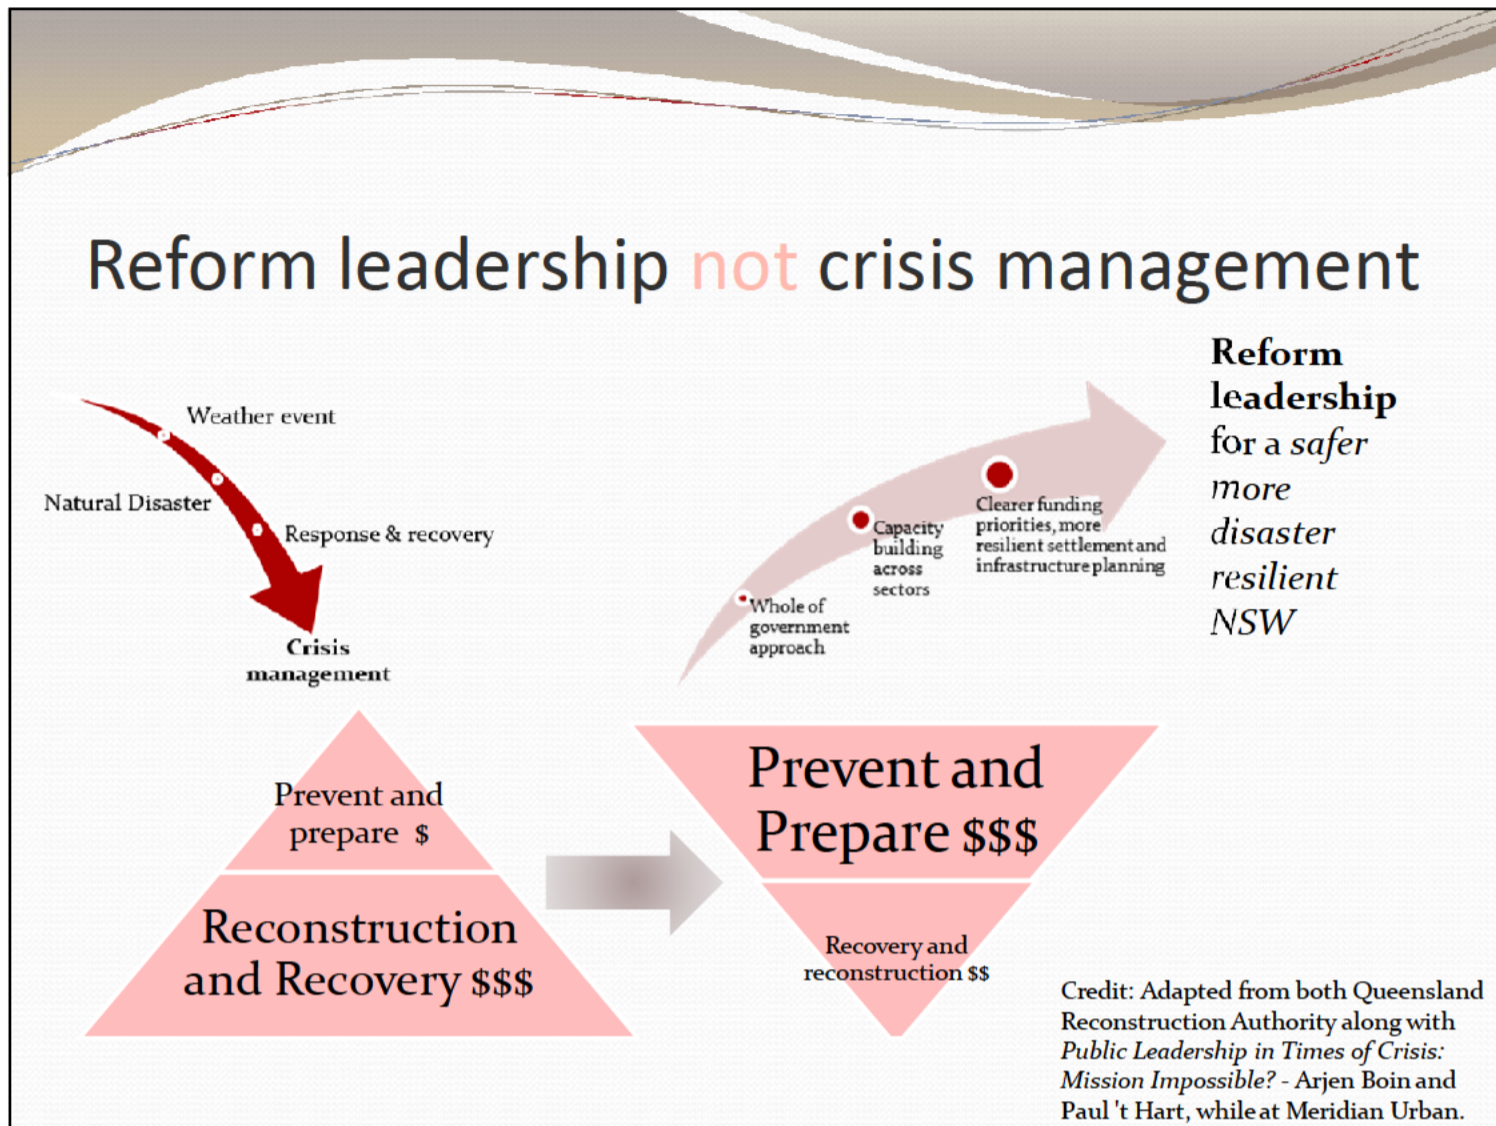 Reform leadership not crisis management
Weather event
Natural Disaster
Response & recovery
Crisis
management
Whole of
government
approach
Capacity
building
across
sectors
Clearer funding
priorities, more
resilient settlement and
infrastructure planning
Reform
leadership
for a safer
more
disaster
resilient
NSW
Prevent and
prepare $
Reconstruction
and Recovery $$$
Prevent and
Prepare $$$
Recovery and
reconstruction $$
Credit: Adapted from both Queensland
Reconstruction Authority along with
Public Leadership in Times of Crisis:
Mission Impossible? - Arjen Boin and
Paul 't Hart, while at Meridian Urban.